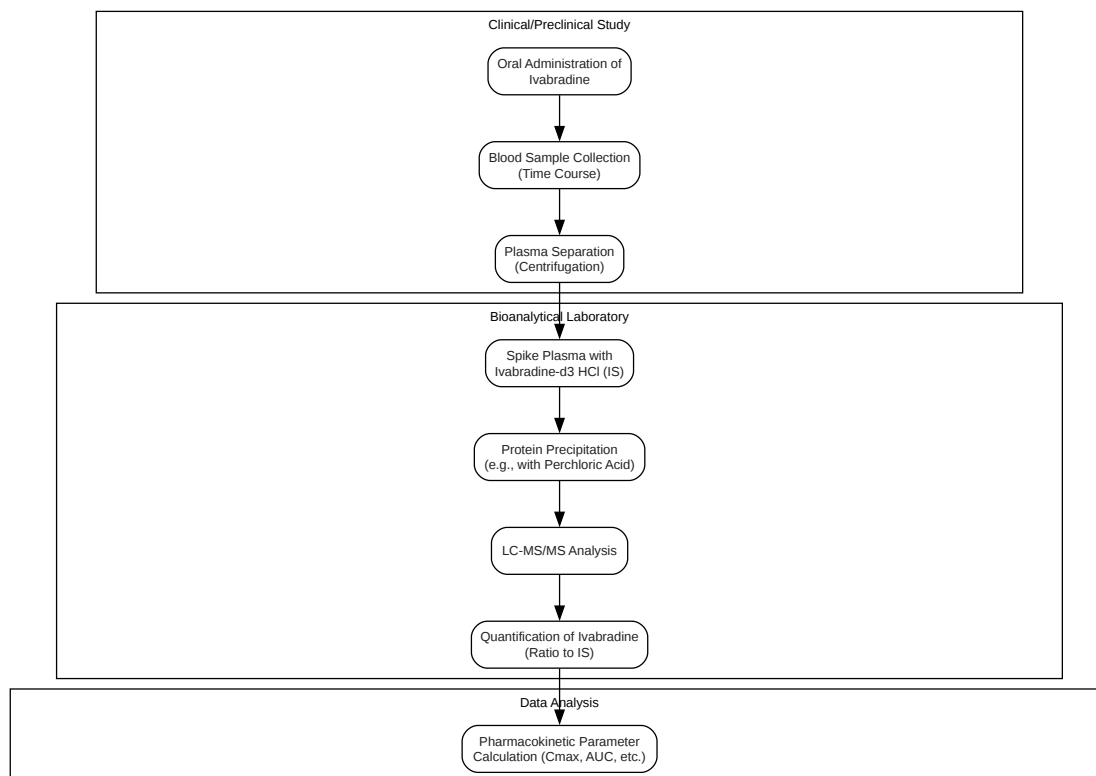 Clinical/Preclinical Study
Oral Administration of
Ivabradine
Blood Sample Collection
(Time Course)
Plasma Separation
(Centrifugation)
Bioanalytical Laboratory
Spike Plasma with
Ivabradine-d3 HCl (IS)
Protein Precipitation
(e.g., with Perchloric Acid)
LC-MS/MS Analysis
Quantification of Ivabradine
(Ratio to IS)
Data Analysis
Pharmacokinetic Parameter
Calculation (Cmax, AUC, etc.)